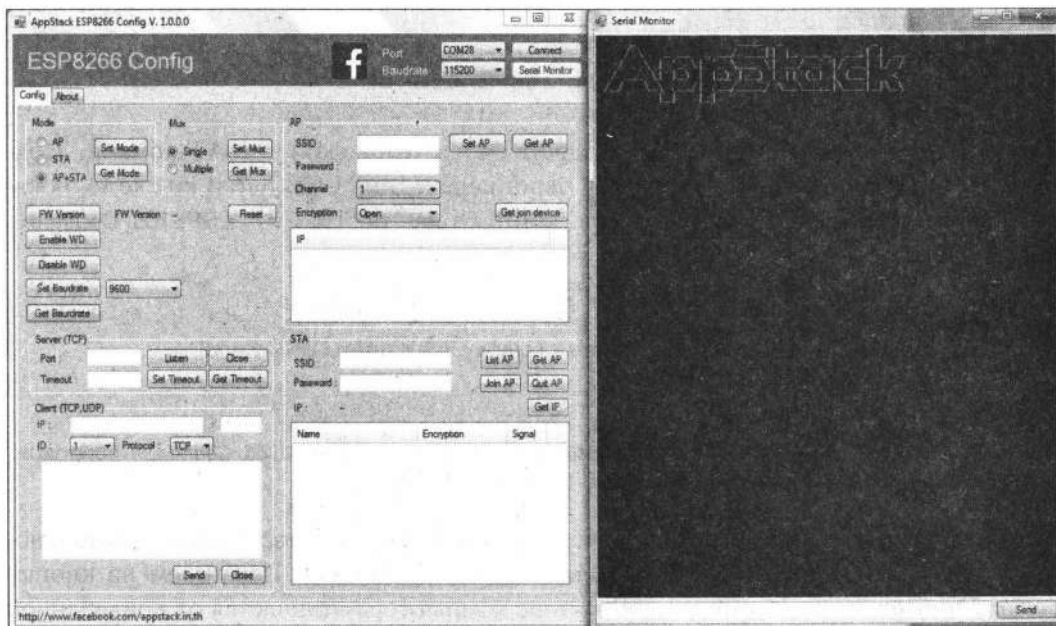 AppStack ESP8266 Config V. 1.0.0.0
ESP8266 Config
f
Port
COM28
Connect
Baudrate
115200
Serial Monitor
Config
About
Mode
AP
STA
AP+STA
Set Mode
Get Mode
Mux
Single
Multiple
Set Mux
Get Mux
FW Version
FW Version : -
Reset
Enable WD
Disable WD
Set Baudrate
9600
Get Baurdrate
Server (TCP)
Port :
Listen
Close
Timeout
Set Timeout
Get Timeout
Client (TCP,UDP)
IP :
:
ID :
1
Protocol :
TCP
Send
Close
AP
SSID :
Set AP
Get AP
Password
Channel
1
Encryption :
Open
Get join device
IP
STA
SSID
List AP
Get AP
Password
Join AP
Quit AP
IP : -
Get IP
Name
Encryption
Signal
http://www.facebook.com/appstack.in.th
Serial Monitor
AppStack
Send